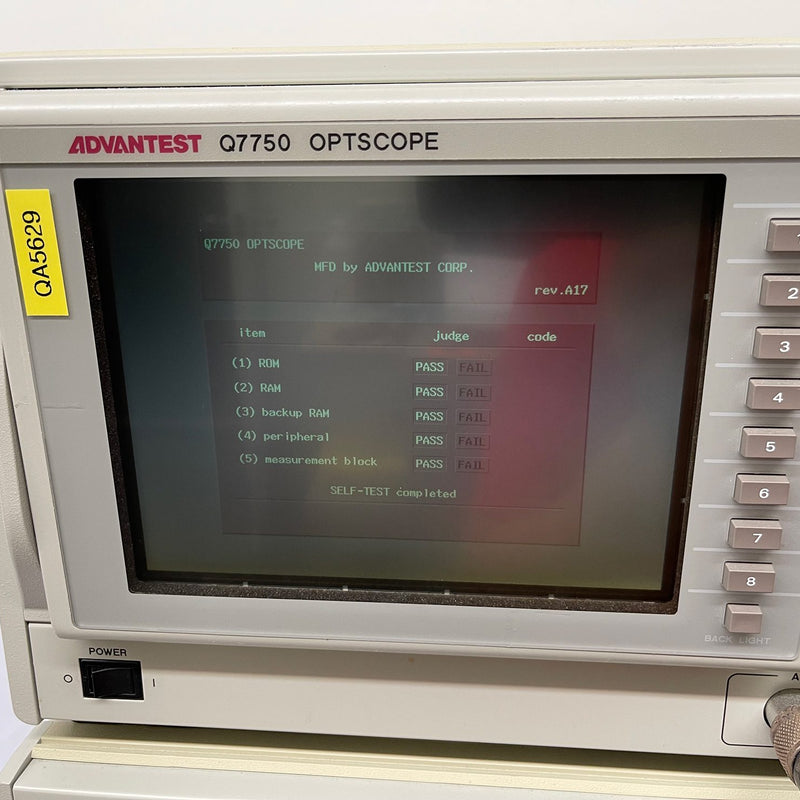 ADVANTEST Q7750 OPTSCOPE
QA5629
Q7750 OPTSCOPE
MFD by ADVANTEST CORP.
rev.A17
item judge code
(1) ROM PASS FAIL
(2) RAM PASS FAIL
(3) backup RAM PASS FAIL
(4) peripheral PASS FAIL
(5) measurement block PASS FAIL
SELF-TEST completed
1
2
3
4
5
6
7
8
BACK LIGHT
POWER
O I